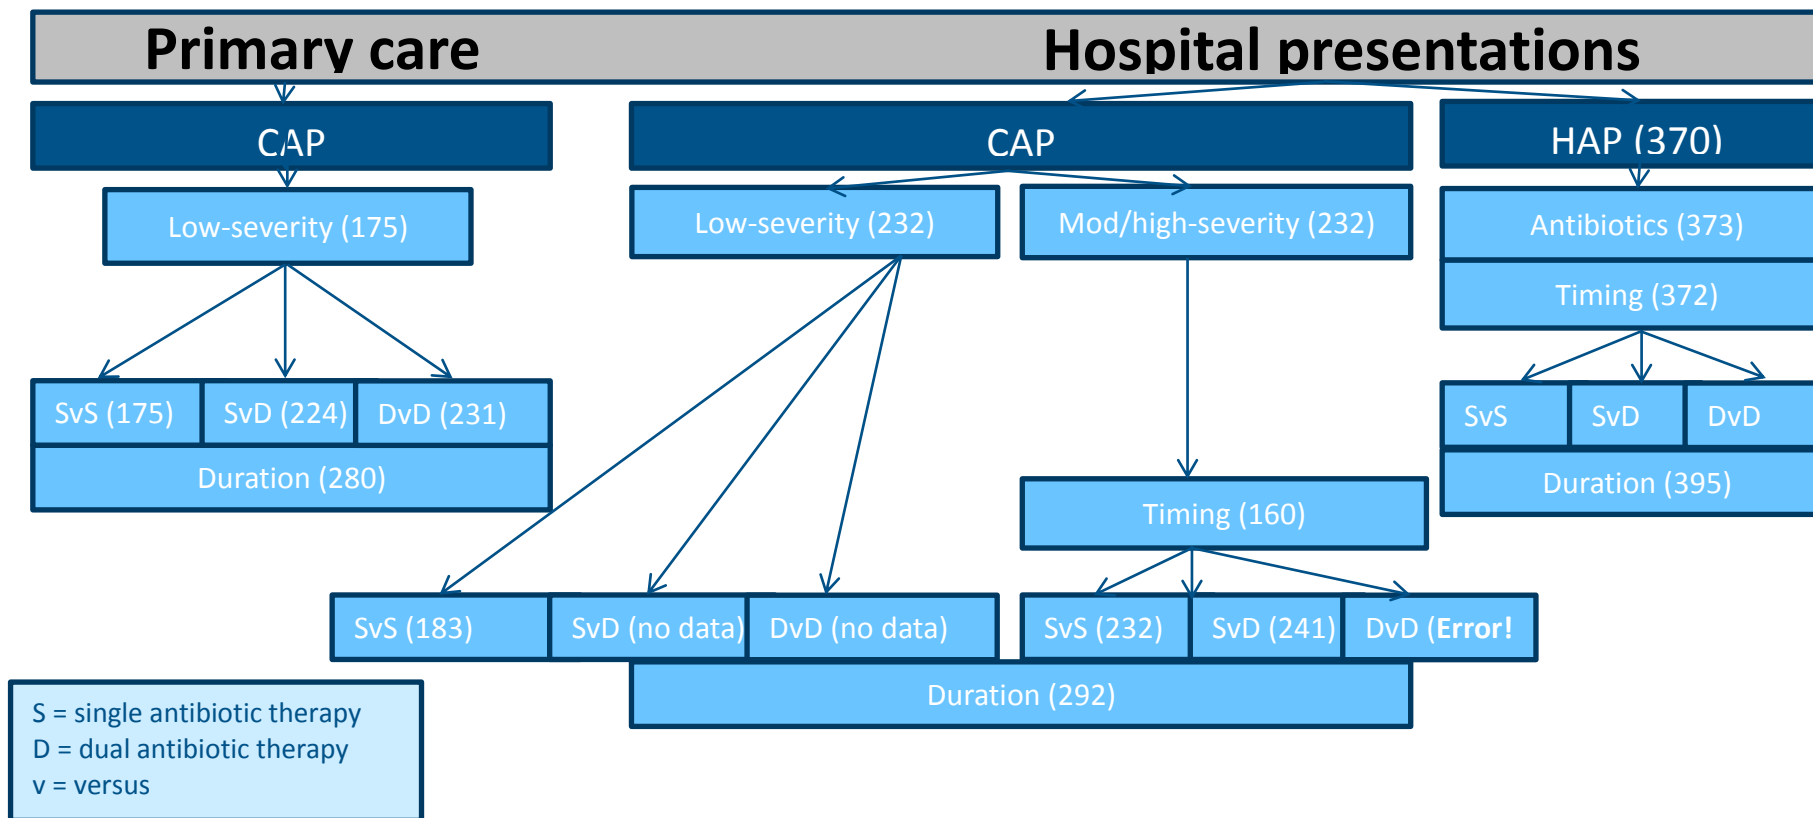 Primary care
Hospital presentations
CAP
CAP
HAP (370)
Low-severity (175)
Low-severity (232)
Mod/high-severity (232)
Antibiotics (373)
Timing (372)
SvS (175)
SvD (224)
DvD (231)
SvS
SvD
DvD
Duration (280)
Duration (395)
Timing (160)
SvS (183)
SvD (no data)
DvD (no data)
SvS (232)
SvD (241)
DvD (Error!
Duration (292)
S = single antibiotic therapy
D = dual antibiotic therapy
v = versus